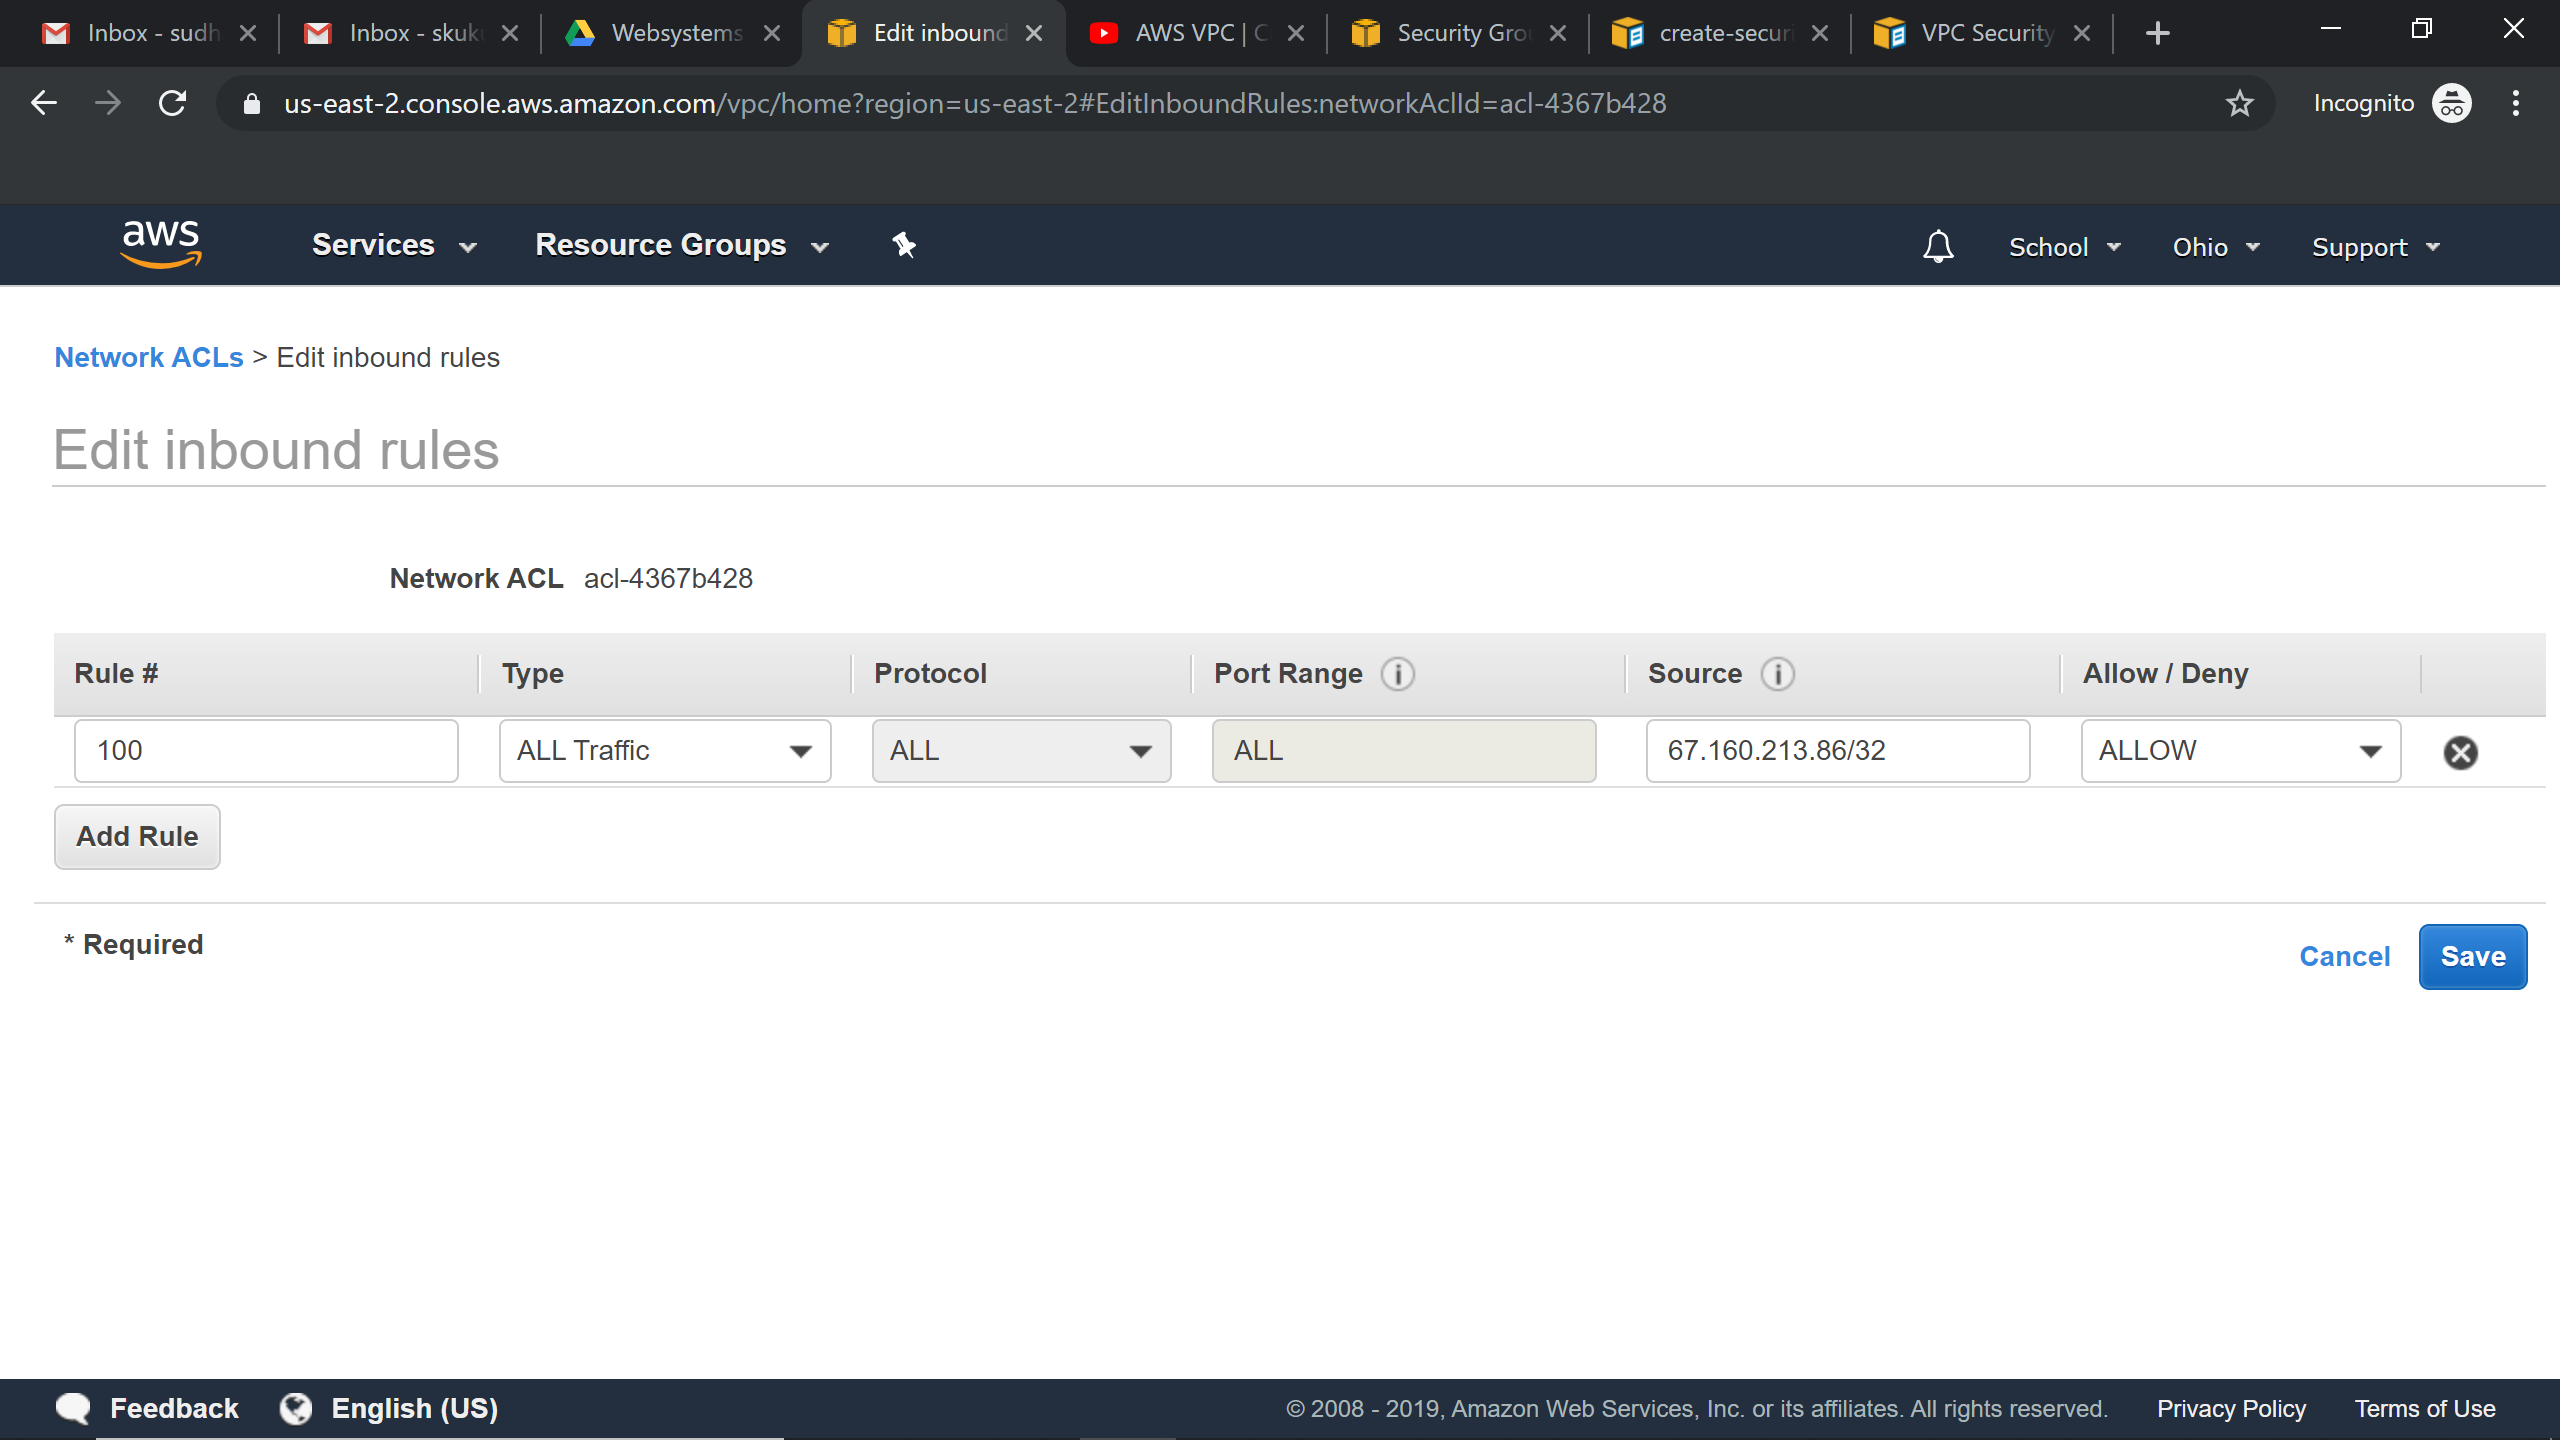 Inbox - sudh
Inbox - skuk
Websystems
Edit inbound
AWS VPC | C
Security Gro
create-securi
VPC Security
us-east-2.console.aws.amazon.com/vpc/home?region=us-east-2#EditInboundRules:networkAclId=acl-4367b428
Incognito
aws
Services
Resource Groups
School
Ohio
Support
Network ACLs > Edit inbound rules
Edit inbound rules
Network ACL acl-4367b428
Rule # Type Protocol Port Range Source Allow / Deny
100 ALL Traffic ALL ALL 67.160.213.86/32 ALLOW
Add Rule
* Required
Cancel Save
Feedback English (US) © 2008 - 2019, Amazon Web Services, Inc. or its affiliates. All rights reserved. Privacy Policy Terms of Use